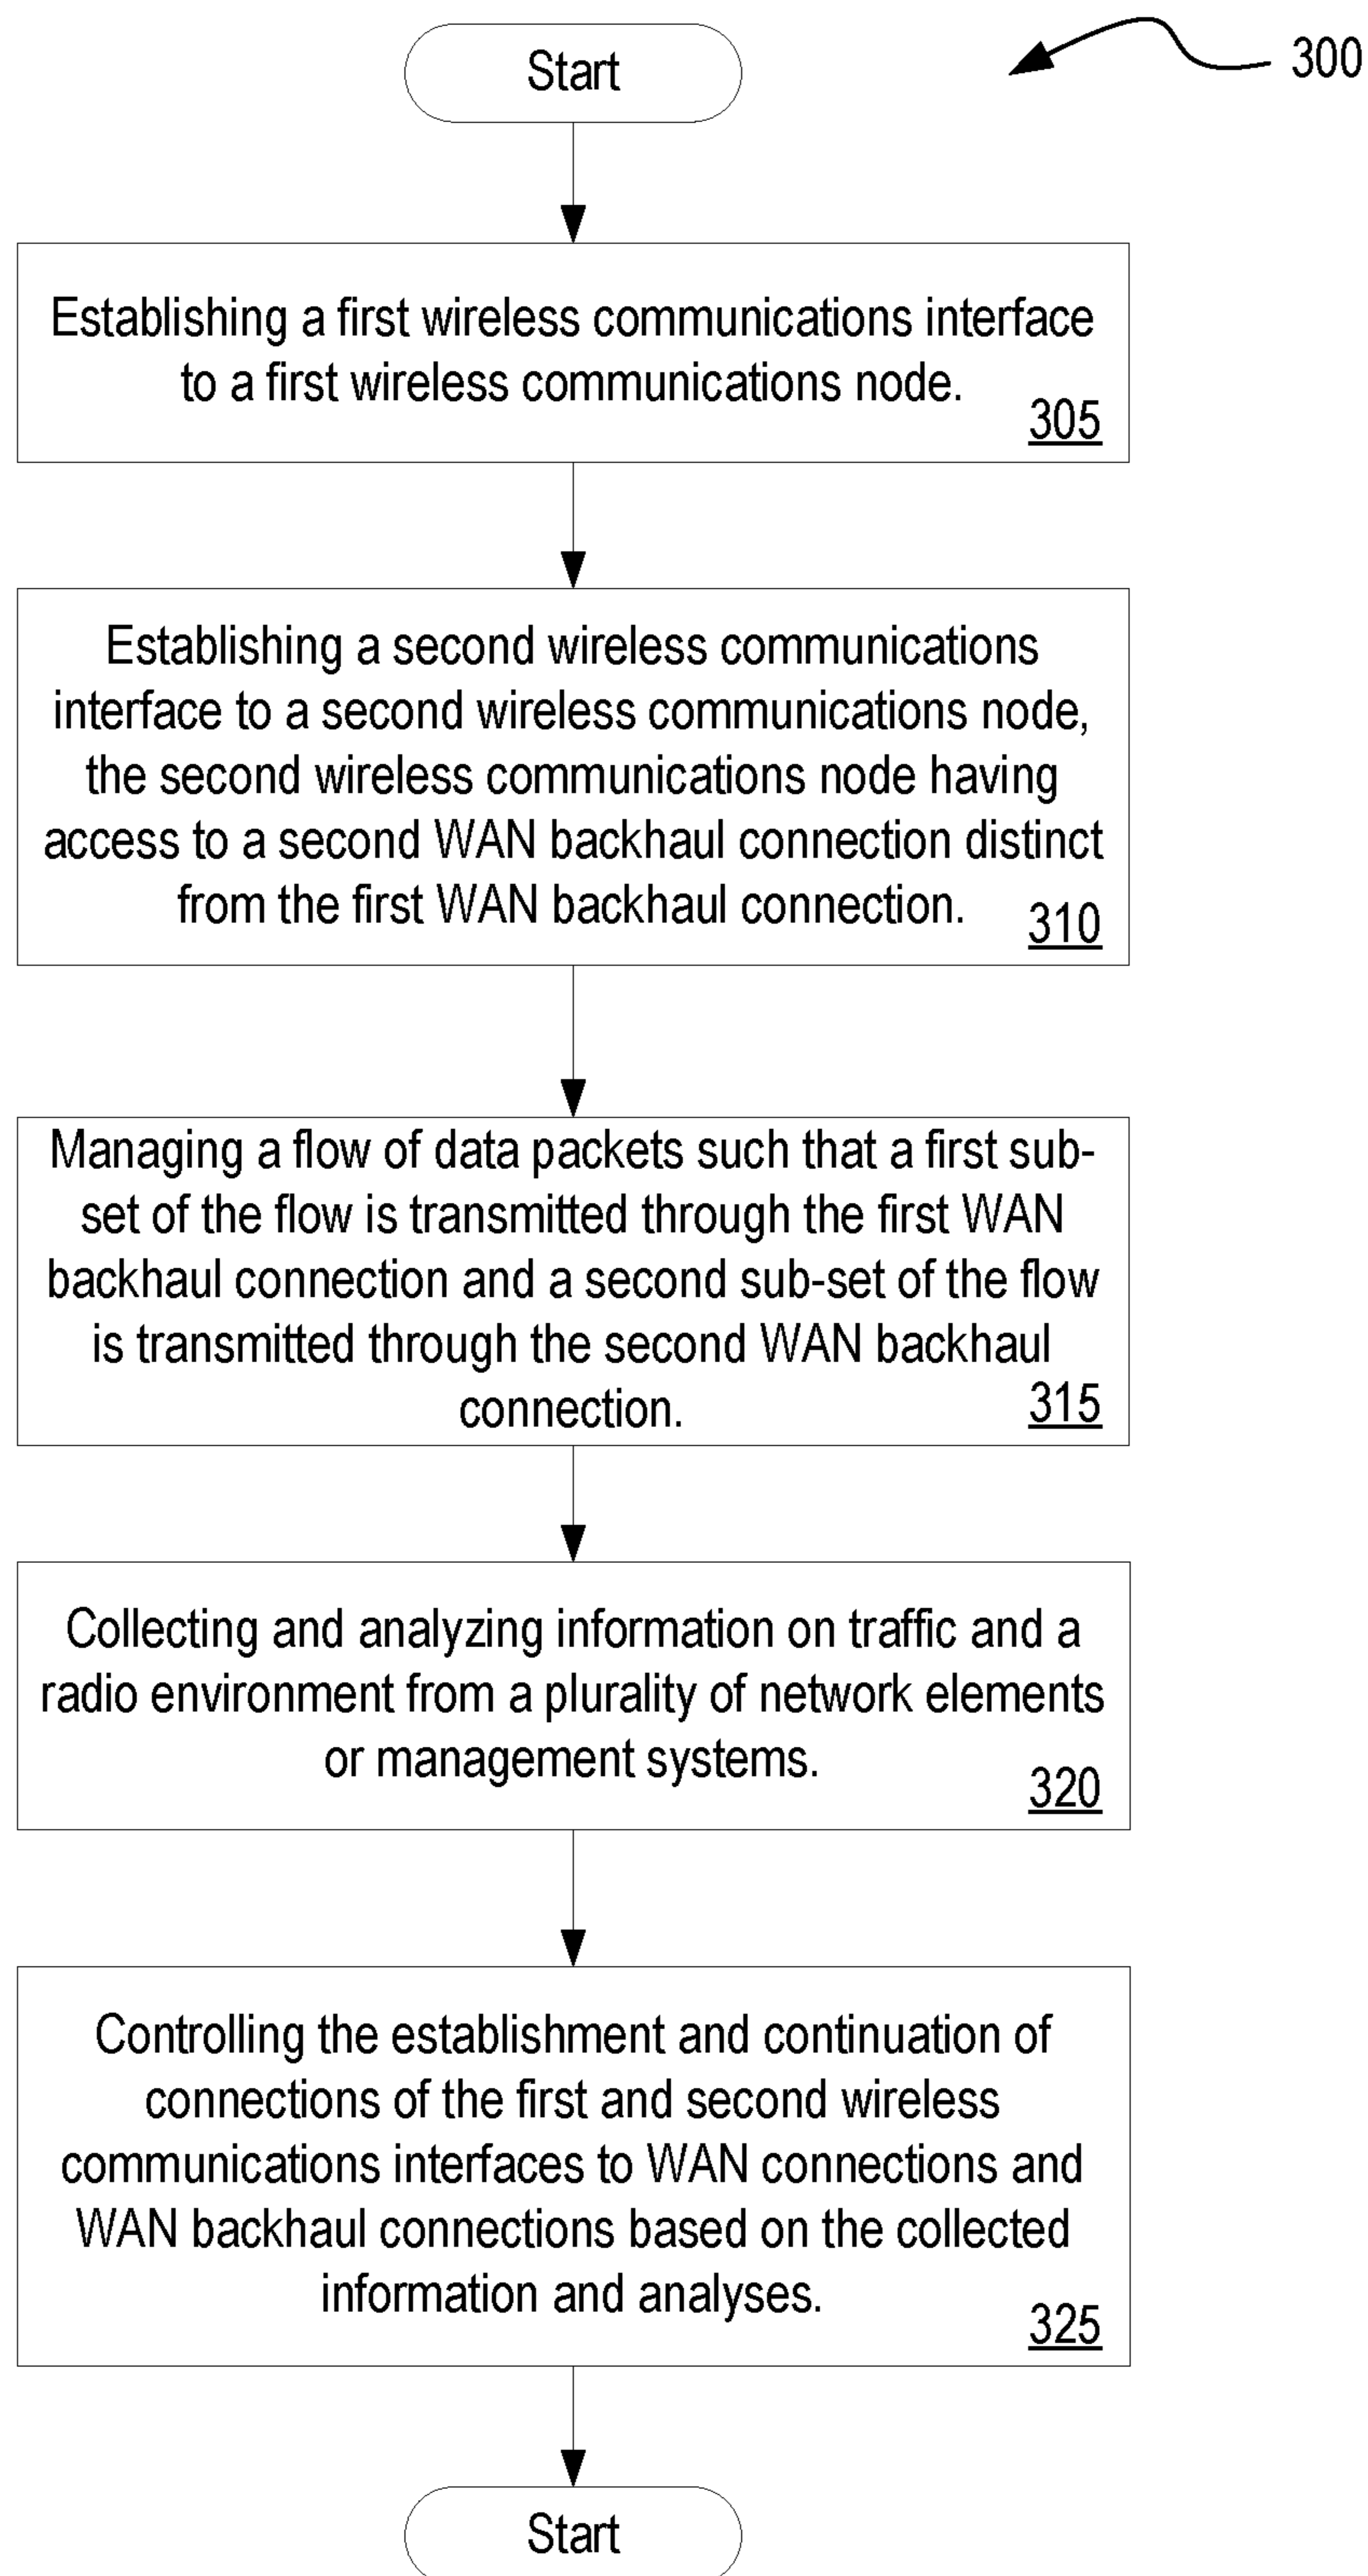 Start
300
Establishing a first wireless communications interface
to a first wireless communications node.
305
Establishing a second wireless communications
interface to a second wireless communications node,
the second wireless communications node having
access to a second WAN backhaul connection distinct
from the first WAN backhaul connection.
310
Managing a flow of data packets such that a first sub-
set of the flow is transmitted through the first WAN
backhaul connection and a second sub-set of the flow
is transmitted through the second WAN backhaul
connection.
315
Collecting and analyzing information on traffic and a
radio environment from a plurality of network elements
or management systems.
320
Controlling the establishment and continuation of
connections of the first and second wireless
communications interfaces to WAN connections and
WAN backhaul connections based on the collected
information and analyses.
325
Start